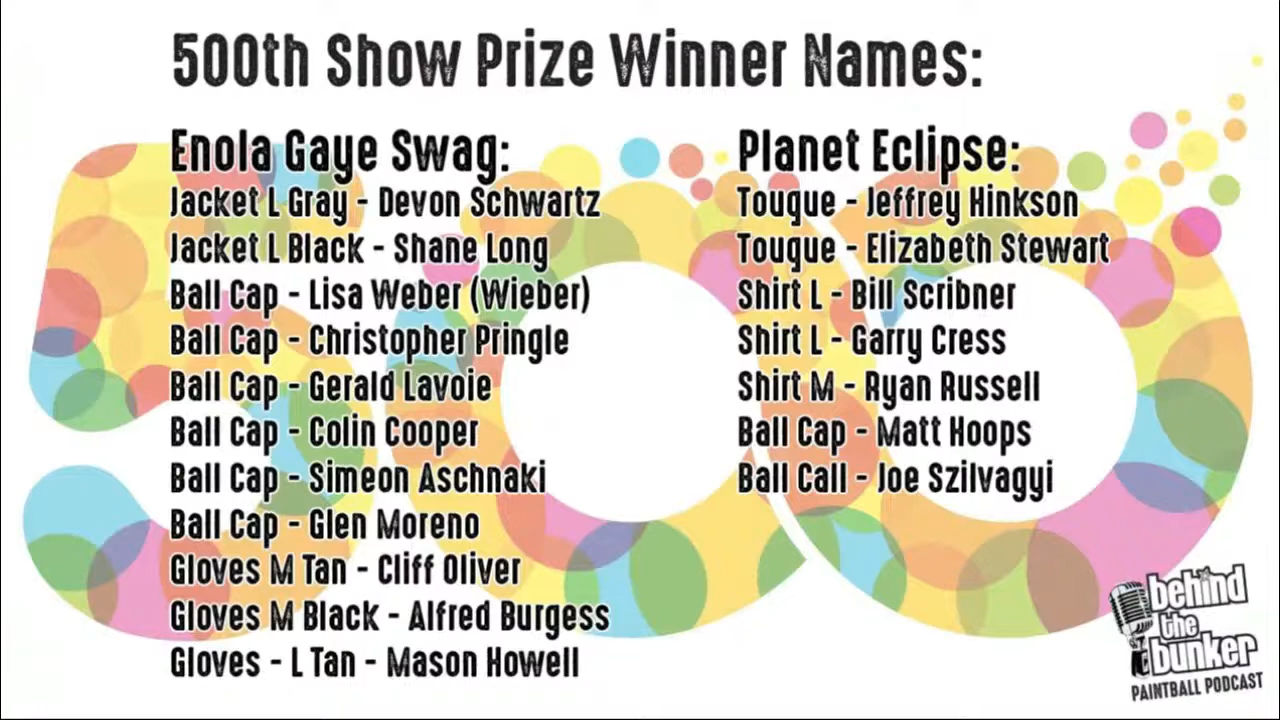 500th Show Prize Winner Names:
Enola Gaye Swag:
Jacket L Gray - Devon Schwartz
Jacket L Black - Shane Long
Ball Cap - Lisa Weber (Wieber)
Ball Cap - Christopher Pringle
Ball Cap - Gerald Lavoie
Ball Cap - Colin Cooper
Ball Cap - Simeon Aschnaki
Ball Cap - Glen Moreno
Gloves M Tan - Cliff Oliver
Gloves M Black - Alfred Burgess
Gloves - L Tan - Mason Howell
Planet Eclipse:
Touque - Jeffrey Hinkson
Touque - Elizabeth Stewart
Shirt L - Bill Scribner
Shirt L - Garry Cress
Shirt M - Ryan Russell
Ball Cap - Matt Hoops
Ball Call - Joe Szilvagyi
behind
the
bunker
PAINTBALL PODCAST